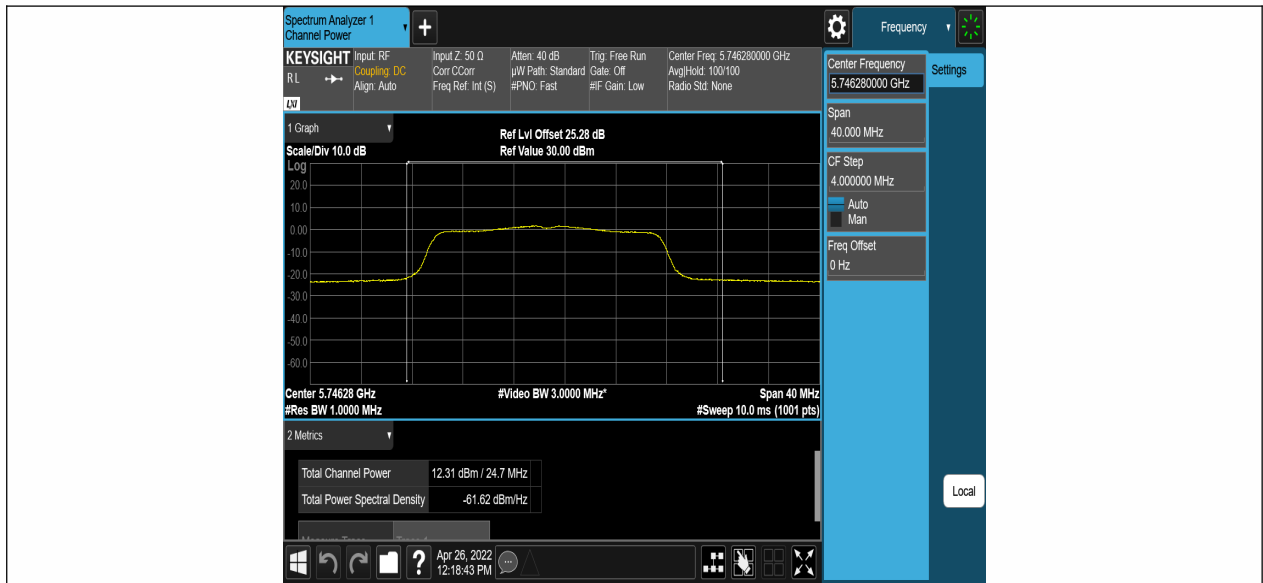 Spectrum Analyzer 1
Channel Power
+
Frequency
KEYSIGHT
RL
LXI
Input: RF
Coupling: DC
Align: Auto
Input Z: 50 Ω
Corr CCorr
Freq Ref: Int (S)
Atten: 40 dB
µW Path: Standard
#PNO: Fast
Trig: Free Run
Gate: Off
#IF Gain: Low
Center Freq: 5.746280000 GHz
Avg|Hold: 100/100
Radio Std: None
Center Frequency
5.746280000 GHz
Settings
Span
40.000 MHz
CF Step
4.000000 MHz
Auto
Man
Freq Offset
0 Hz
Local
1 Graph
Scale/Div 10.0 dB
Ref Lvl Offset 25.28 dB
Ref Value 30.00 dBm
Log
20.0
10.0
0.00
-10.0
-20.0
-30.0
-40.0
-50.0
-60.0
Center 5.74628 GHz
#Video BW 3.0000 MHz*
Span 40 MHz
#Res BW 1.0000 MHz
#Sweep 10.0 ms (1001 pts)
2 Metrics
Total Channel Power 12.31 dBm / 24.7 MHz
Total Power Spectral Density -61.62 dBm/Hz
?
Apr 26, 2022
12:18:43 PM